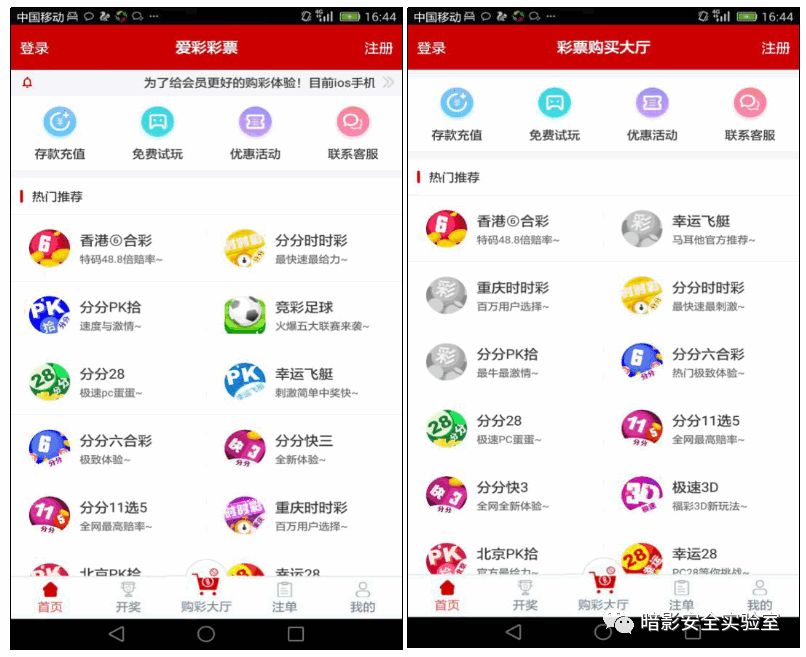 中国移动
4G
16:44
登录
爱彩彩票
注册
为了给会员更好的购彩体验！目前ios手机
存款充值
免费试玩
优惠活动
联系客服
热门推荐
香港⑥合彩
特码48.8倍赔率~
分分时时彩
最快速最给力~
分分PK拾
速度与激情~
竞彩足球
火爆五大联赛来袭~
分分28
极速pc蛋蛋~
幸运飞艇
刺激简单中奖快~
分分六合彩
极致体验~
分分快三
全新体验~
分分11选5
全网最高赔率~
重庆时时彩
百万用户选择~
北京PK拾
幸运28
首页
开奖
购彩大厅
注单
我的
中国移动
4G
16:44
登录
彩票购买大厅
注册
存款充值
免费试玩
优惠活动
联系客服
热门推荐
香港⑥合彩
特码48.8倍赔率~
幸运飞艇
马耳他官方推荐~
重庆时时彩
百万用户选择~
分分时时彩
最快速最刺激~
分分PK拾
最牛最激情~
分分六合彩
热门极致体验~
分分28
极速PC蛋蛋~
分分11选5
全网最高赔率~
分分快3
全网全新体验~
极速3D
福彩3D新玩法~
北京PK拾
官方最给力~
幸运28
PC28等你挑战~
首页
开奖
购彩大厅
注单
我的
暗影安全实验室